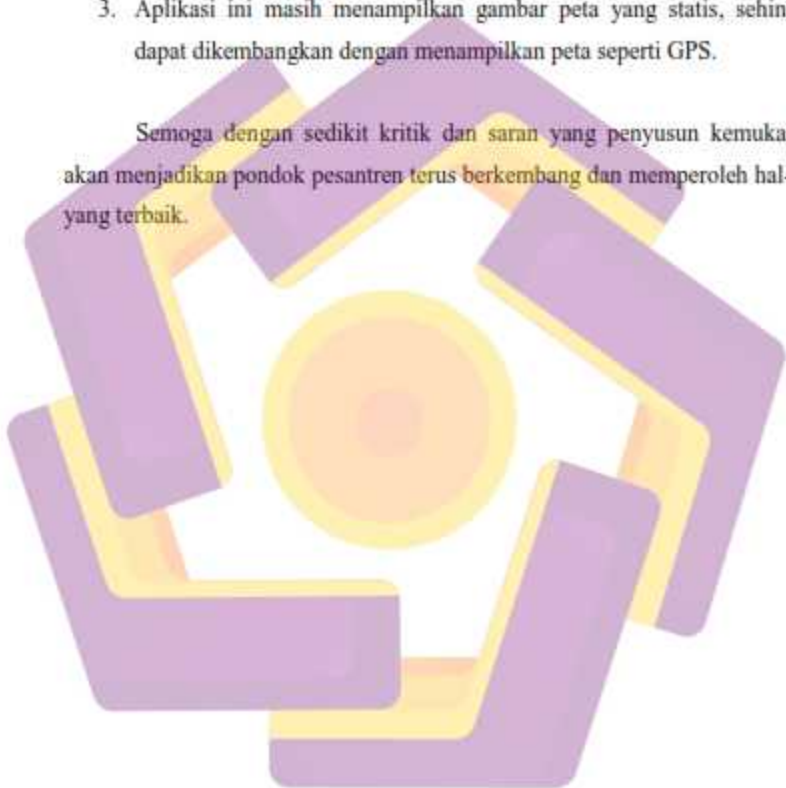 3. Aplikasi ini masih menampilkan gambar peta yang statis, sehin
dapat dikembangkan dengan menampilkan peta seperti GPS.
Semoga dengan sedikit kritik dan saran yang penyusun kemuka
akan menjadikan pondok pesantren terus berkembang dan memperoleh hal-
yang terbaik.